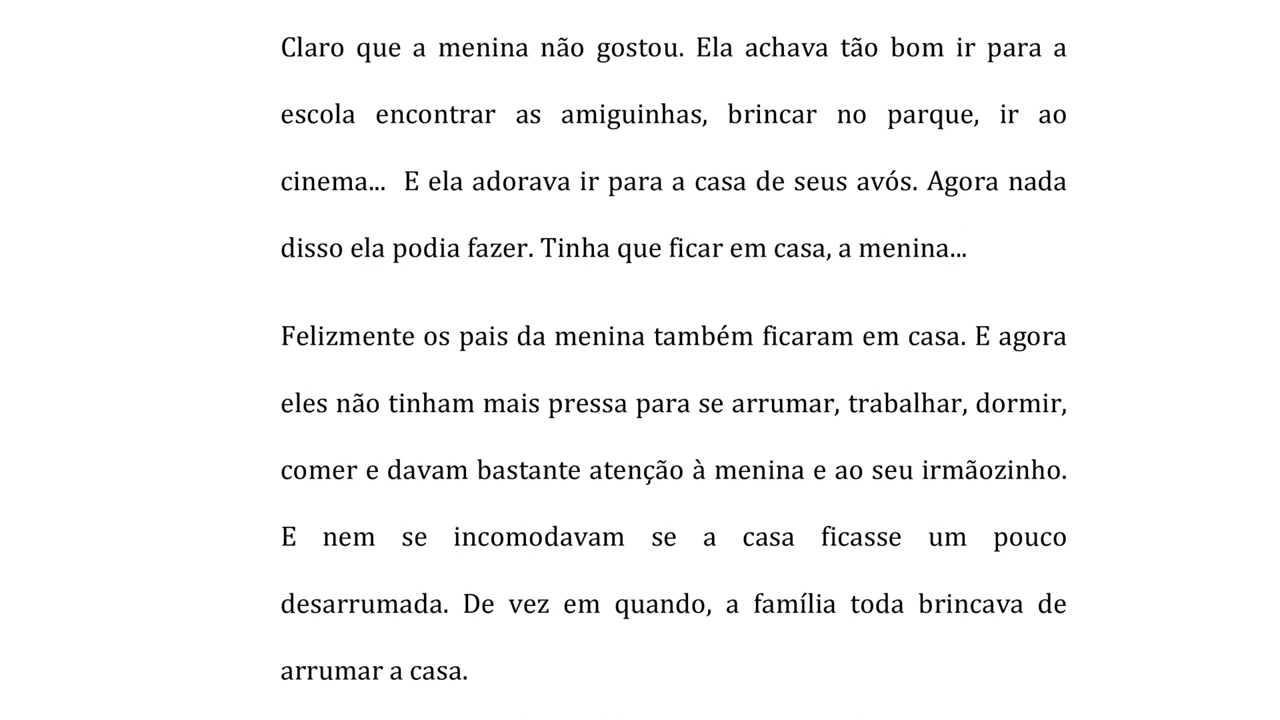 Claro que a menina não gostou. Ela achava tão bom ir para a
escola encontrar as amiguinhas, brincar no parque, ir ao
cinema... E ela adorava ir para a casa de seus avós. Agora nada
disso ela podia fazer. Tinha que ficar em casa, a menina...
Felizmente os pais da menina também ficaram em casa. E agora
eles não tinham mais pressa para se arrumar, trabalhar, dormir,
comer e davam bastante atenção à menina e ao seu irmãozinho.
E nem se incomodavam se a casa ficasse um pouco
desarrumada. De vez em quando, a família toda brincava de
arrumar a casa.